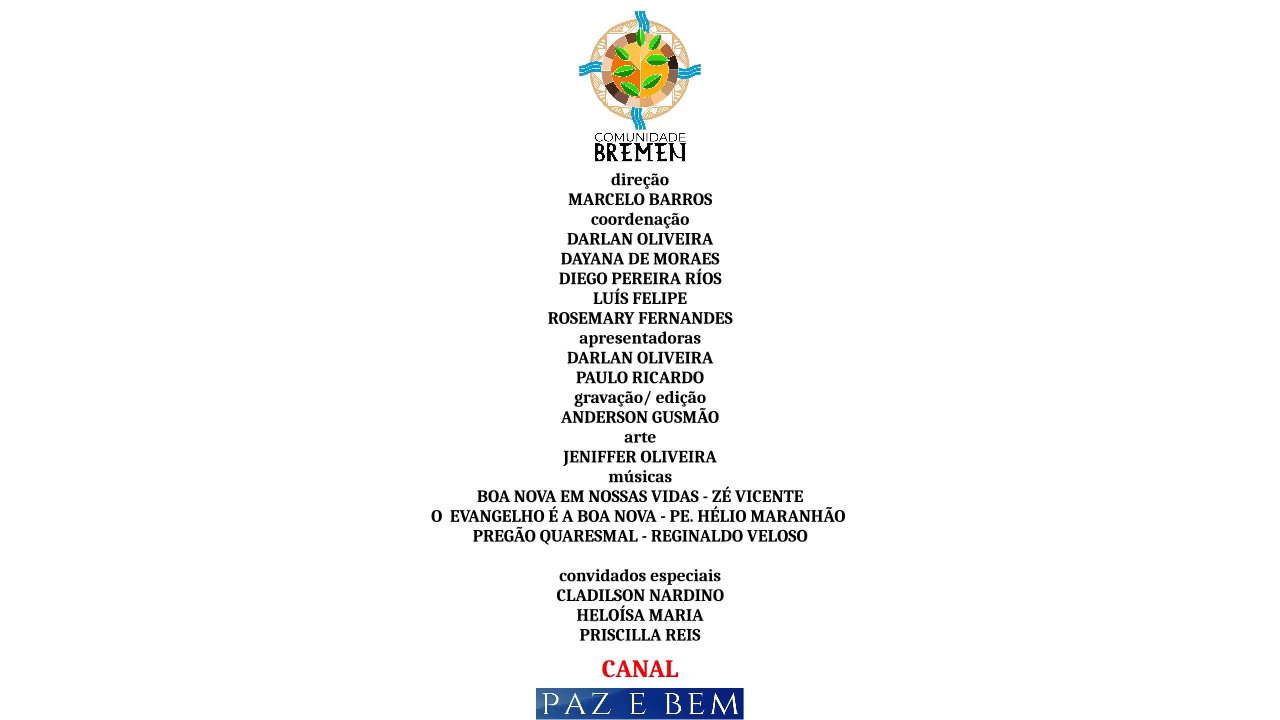 COMUNIDADE
BREMEN
direção
MARCELO BARROS
coordenação
DARLAN OLIVEIRA
DAYANA DE MORAES
DIEGO PEREIRA RÍOS
LUÍS FELIPE
ROSEMARY FERNANDES
apresentadoras
DARLAN OLIVEIRA
PAULO RICARDO
gravação/ edição
ANDERSON GUSMÃO
arte
JENIFFER OLIVEIRA
músicas
BOA NOVA EM NOSSAS VIDAS - ZÉ VICENTE
O  EVANGELHO É A BOA NOVA - PE. HÉLIO MARANHÃO
PREGÃO QUARESMAL - REGINALDO VELOSO
convidados especiais
CLADILSON NARDINO
HELOÍSA MARIA
PRISCILLA REIS
CANAL
PAZ E BEM